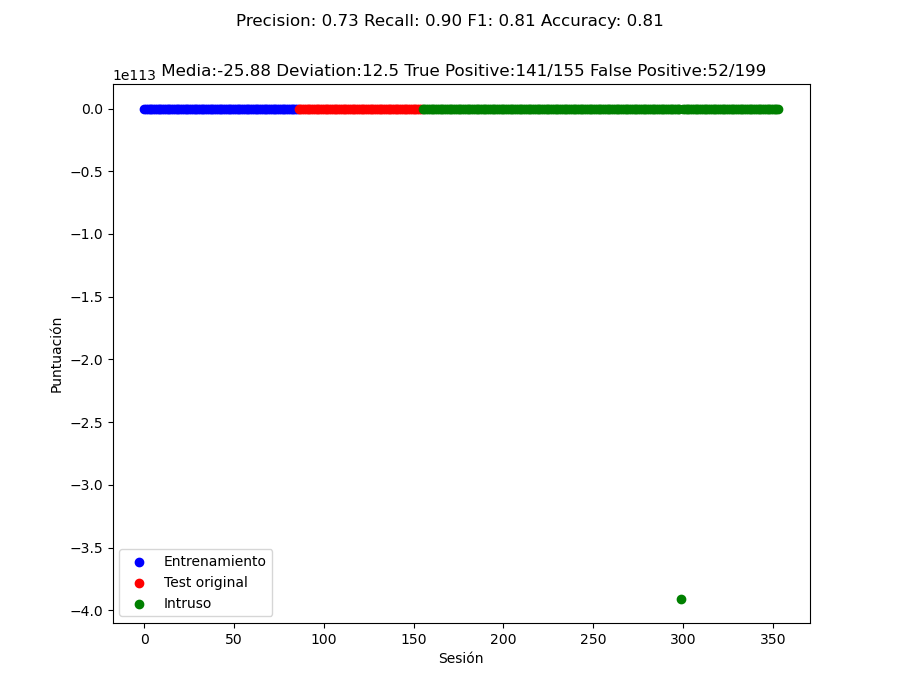 Precision: 0.73 Recall: 0.90 F1: 0.81 Accuracy: 0.81
1e113 Media:-25.88 Deviation:12.5 True Positive:141/155 False Positive:52/199
0.0
−0.5
−1.0
−1.5
−2.0
−2.5
−3.0
−3.5
−4.0
Puntuación
Entrenamiento
Test original
Intruso
0 50 100 150 200 250 300 350
Sesión